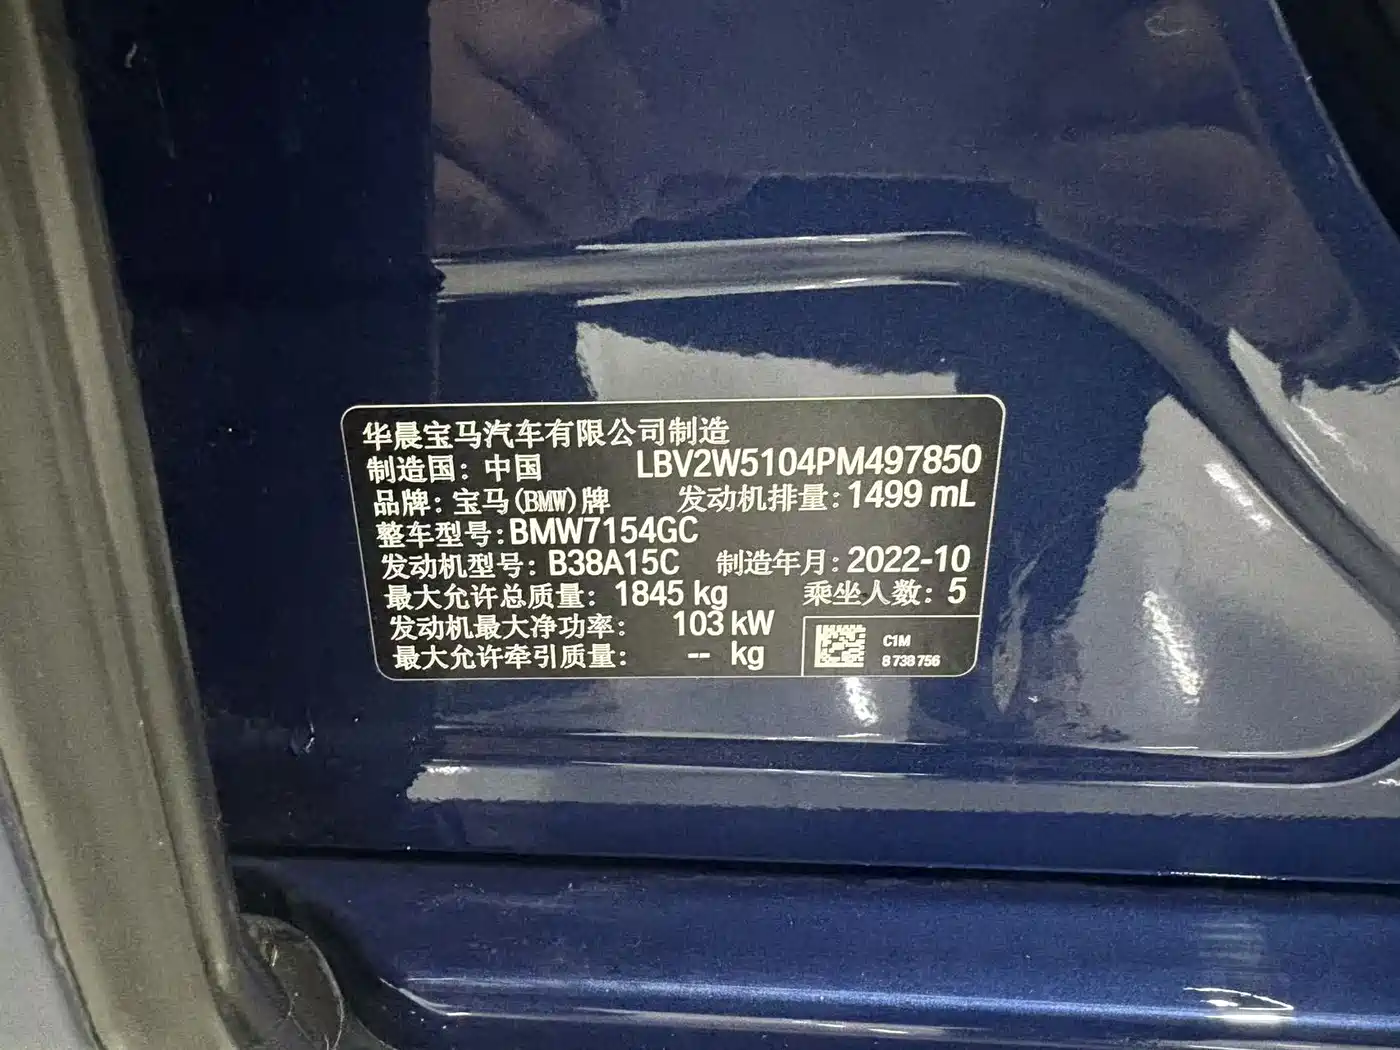 华晨宝马汽车有限公司制造
制造国：中国 LBV2W5104PM497850
品牌：宝马(BMW)牌 发动机排量：1499 mL
整车型号：BMW7154GC
发动机型号：B38A15C 制造年月：2022-10
最大允许总质量：1845 kg 乘坐人数：5
发动机最大净功率：103 kW
最大允许牵引质量：-- kg
C1M
8738756